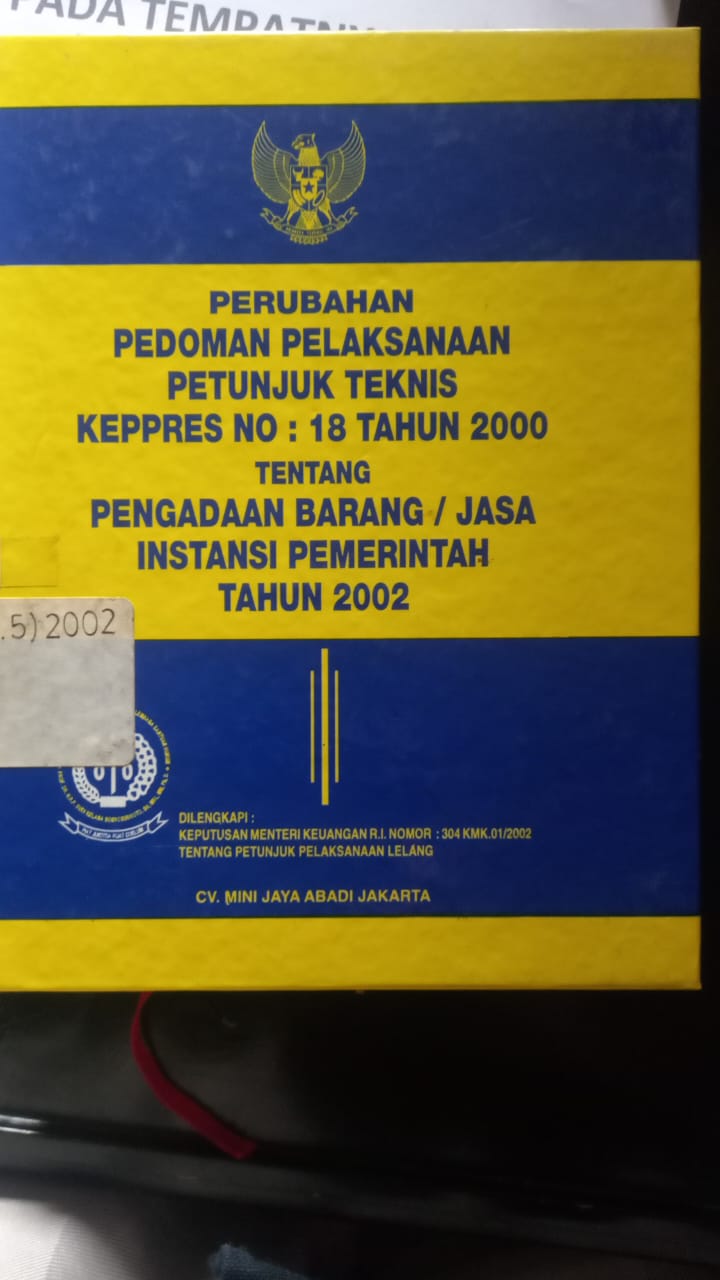 PADA TEMPATNY
PERUBAHAN
PEDOMAN PELAKSANAAN
PETUNJUK TEKNIS
KEPPRES NO : 18 TAHUN 2000
TENTANG
PENGADAAN BARANG / JASA
INSTANSI PEMERINTAH
TAHUN 2002
.5) 2002
DILENGKAPI :
KEPUTUSAN MENTERI KEUANGAN R.I. NOMOR : 304 KMK.01/2002
TENTANG PETUNJUK PELAKSANAAN LELANG
CV. MINI JAYA ABADI JAKARTA